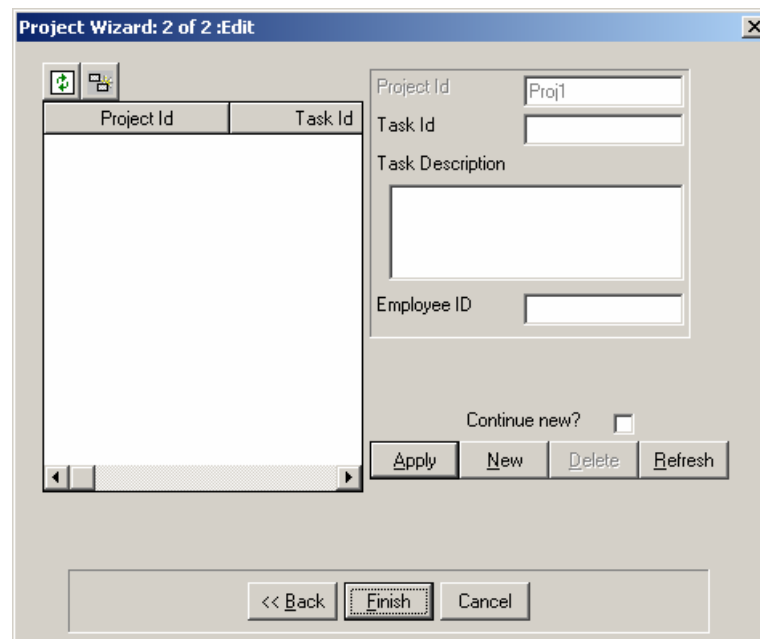 Project Wizard: 2 of 2 :Edit
Project Id Task Id
Project Id Proj1
Task Id
Task Description
Employee ID
Continue new?
Apply New Delete Refresh
<< Back Finish Cancel